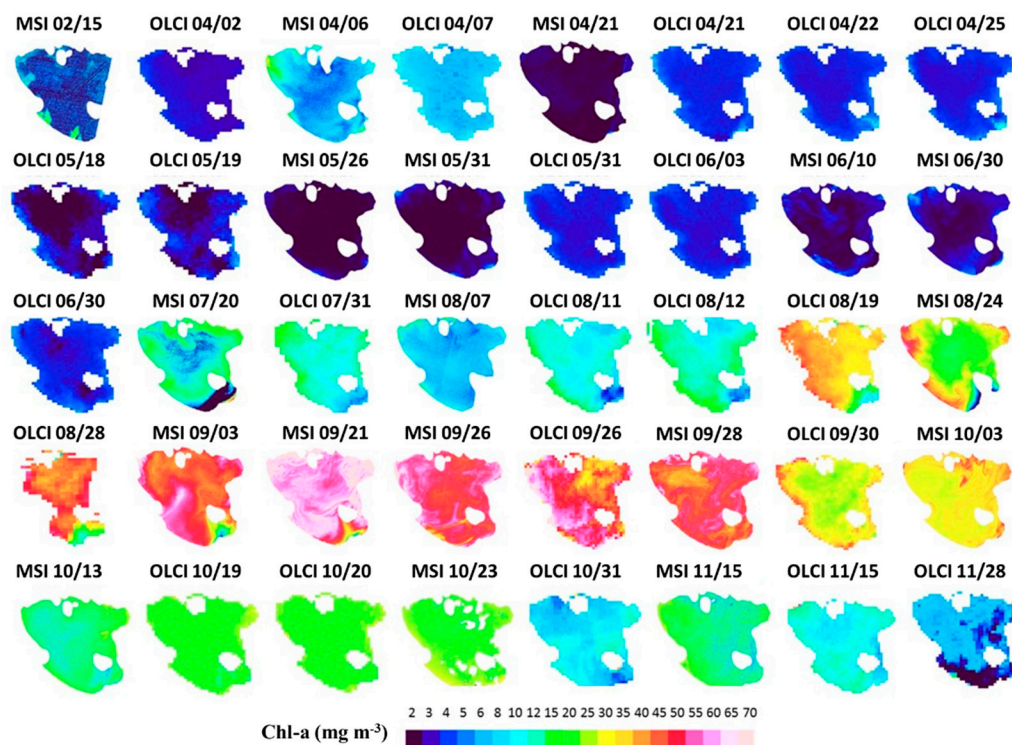 MSI 02/15 OLCI 04/02 MSI 04/06 OLCI 04/07 MSI 04/21 OLCI 04/21 OLCI 04/22 OLCI 04/25
OLCI 05/18 OLCI 05/19 MSI 05/26 MSI 05/31 OLCI 05/31 OLCI 06/03 MSI 06/10 MSI 06/30
OLCI 06/30 MSI 07/20 OLCI 07/31 MSI 08/07 OLCI 08/11 OLCI 08/12 OLCI 08/19 MSI 08/24
OLCI 08/28 MSI 09/03 MSI 09/21 MSI 09/26 OLCI 09/26 MSI 09/28 OLCI 09/30 MSI 10/03
MSI 10/13 OLCI 10/19 OLCI 10/20 MSI 10/23 OLCI 10/31 MSI 11/15 OLCI 11/15 OLCI 11/28
2 3 4 5 6 8 10 12 15 20 25 30 35 40 45 50 55 60 65 70
Chl-a (mg m⁻³)